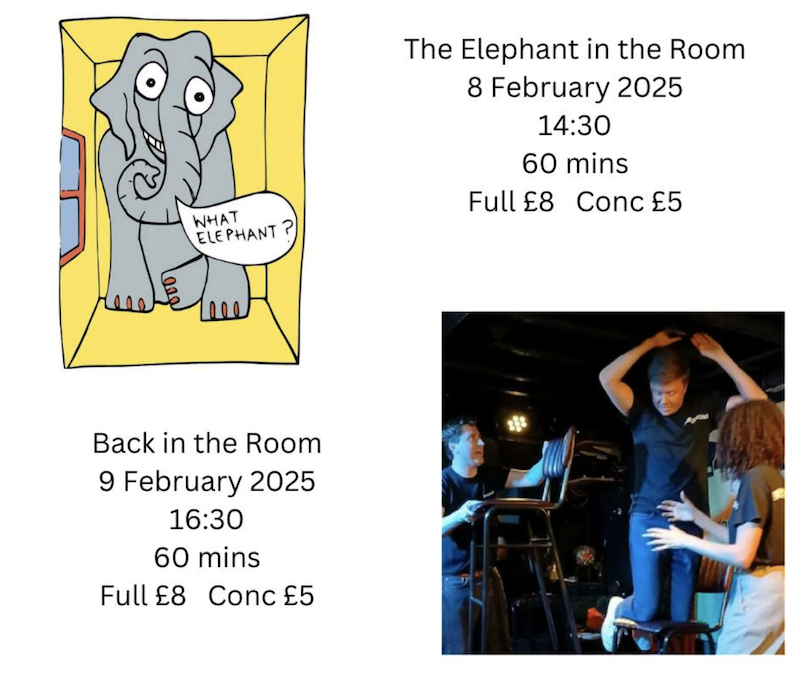 The Elephant in the Room
8 February 2025
14:30
60 mins
Full £8 Conc £5
WHAT
ELEPHANT ?
Back in the Room
9 February 2025
16:30
60 mins
Full £8 Conc £5